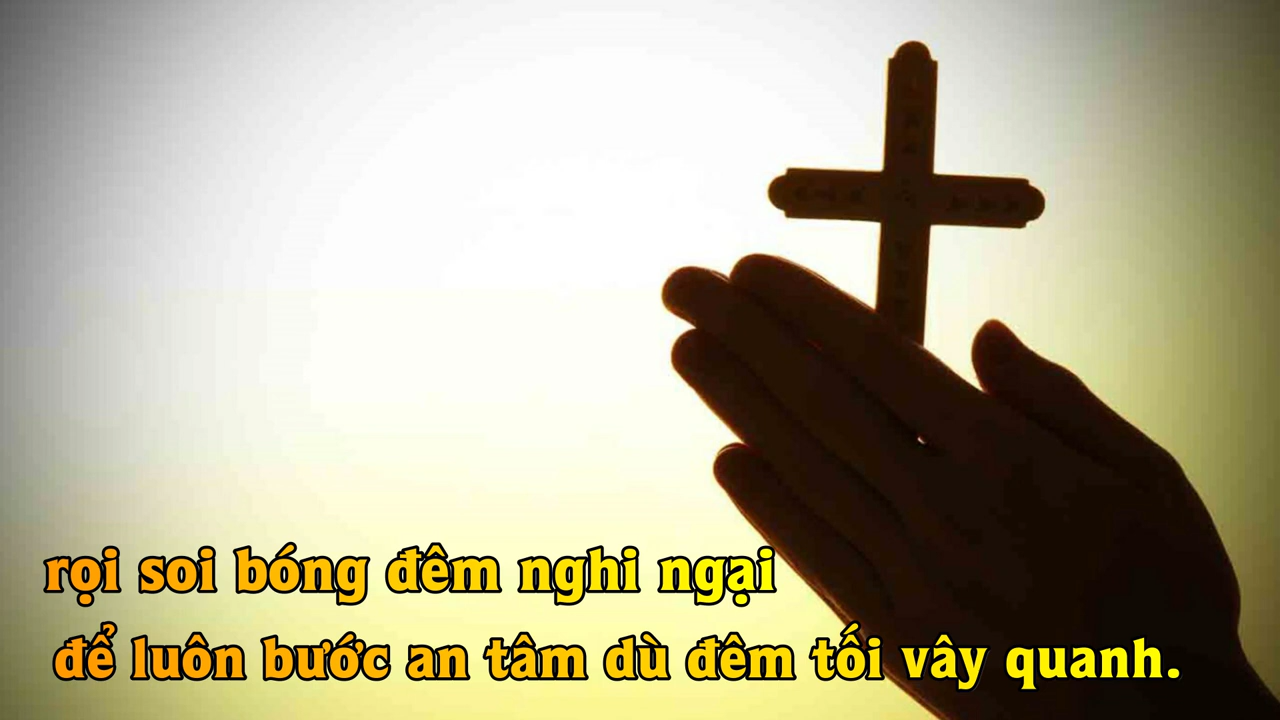 rọi soi bóng đêm nghi ngại
để luôn bước an tâm dù đêm tối vây quanh.